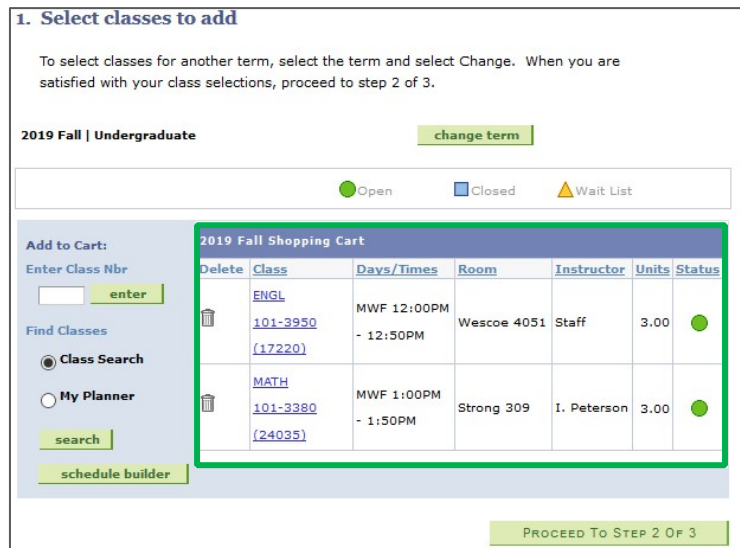 1. Select classes to add
To select classes for another term, select the term and select Change. When you are
satisfied with your class selections, proceed to step 2 of 3.
2019 Fall | Undergraduate
change term
Open Closed Wait List
Add to Cart:
Enter Class Nbr
enter
Find Classes
Class Search
My Planner
search
schedule builder
2019 Fall Shopping Cart
Delete Class Days/Times Room Instructor Units Status
ENGL
101-3950
(17220)
MWF 12:00PM
- 12:50PM
Wescoe 4051 Staff 3.00
MATH
101-3380
(24035)
MWF 1:00PM
- 1:50PM
Strong 309 I. Peterson 3.00
PROCEED TO STEP 2 OF 3